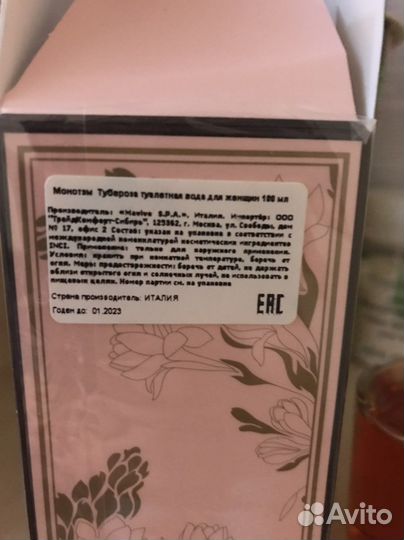 Монотэм Тубероза туалетная вода для женщин 100 мл
Производитель: «Mavive S.P.A.», Италия. Импортёр: ООО
"ТрейдКомфорт-Сибирь", 125362, г. Москва, ул. Свободы, дом
№ 17, офис 2 Состав: указан на упаковке в соответствии с
международной номенклатурой косметических ингредиентов
INCI. Применение: только для наружного применения.
Условия: хранить при комнатной температуре, беречь от
огня. Меры предосторожности: беречь от детей, не держать
вблизи открытого огня и солнечных лучей, не использовать в
пищевых целях. Номер партии см. на упаковке
Страна производитель: ИТАЛИЯ
Годен до: 01.2023
EAC
Avito